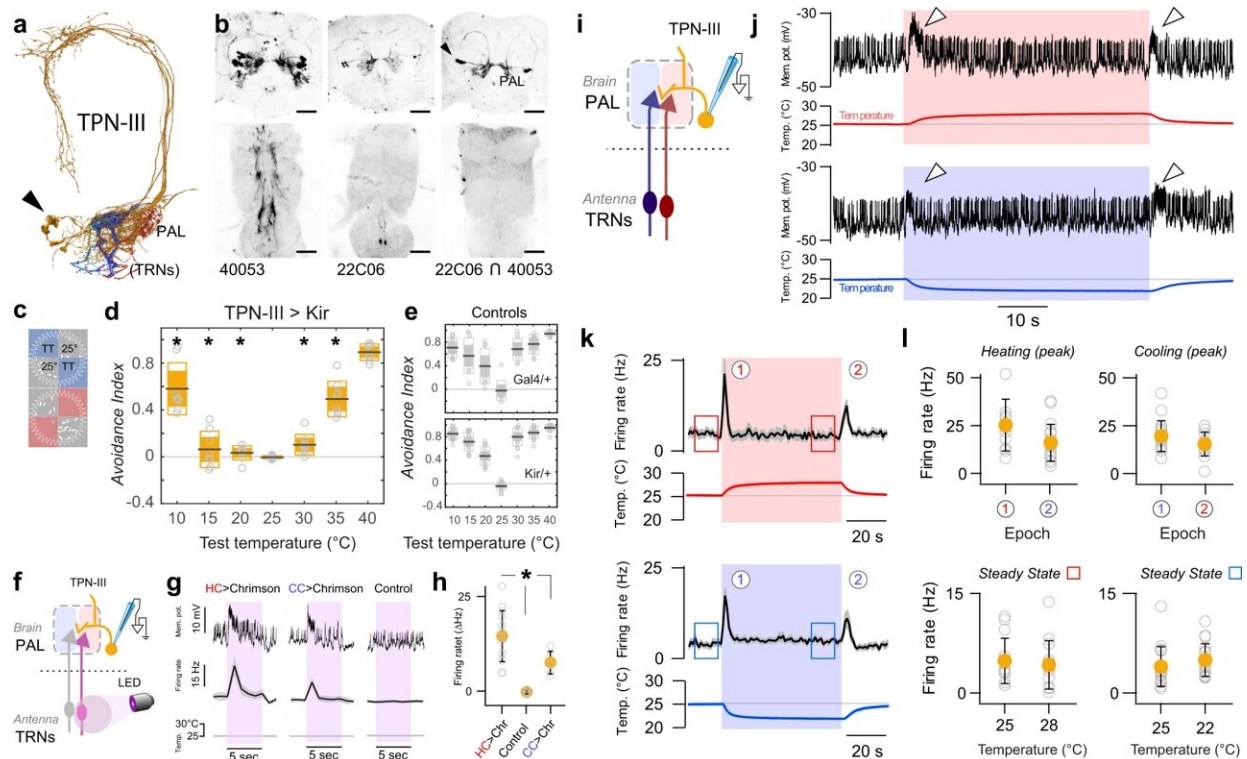 a
TPN-III
PAL
(TRNs)
b
PAL
40053
22C06
22C06 ∩ 40053
c
TT
25°
25°
TT
d
TPN-III > Kir
Avoidance Index
0.8
0.4
0
-0.4
* * * * *
10 15 20 25 30 35 40
Test temperature (°C)
e
Controls
Avoidance Index
0.8
0.4
0
Gal4/+
0.8
0.4
0
-0.4
Kir/+
10 15 20 25 30 35 40
Test temperature (°C)
f
TPN-III
Brain
PAL
LED
Antenna
TRNs
g
HC>Chrimson
CC>Chrimson
Control
Mem. pot.
10 mV
Firing rate
15 Hz
Temp.
30°C
25
5 sec
5 sec
5 sec
h
*
Firing ratet (ΔHz)
28
0
HC>Chr
Control
CC>Chr
i
TPN-III
Brain
PAL
Antenna
TRNs
j
Mem. pot. (mV)
-30
-50
Temp. (°C)
30
25
20
Temperature
Mem. pot. (mV)
-30
-50
Temp. (°C)
30
25
20
Temperature
10 s
k
Firing rate (Hz)
25
0
1
2
Temp. (°C)
30
25
20
20 s
Firing rate (Hz)
25
0
1
2
Temp. (°C)
30
25
20
20 s
l
Heating (peak)
Cooling (peak)
Firing rate (Hz)
50
0
1 2
Epoch
50
0
1 2
Epoch
Steady State
Steady State
Firing rate (Hz)
15
0
25 28
Temperature (°C)
15
0
25 22
Temperature (°C)